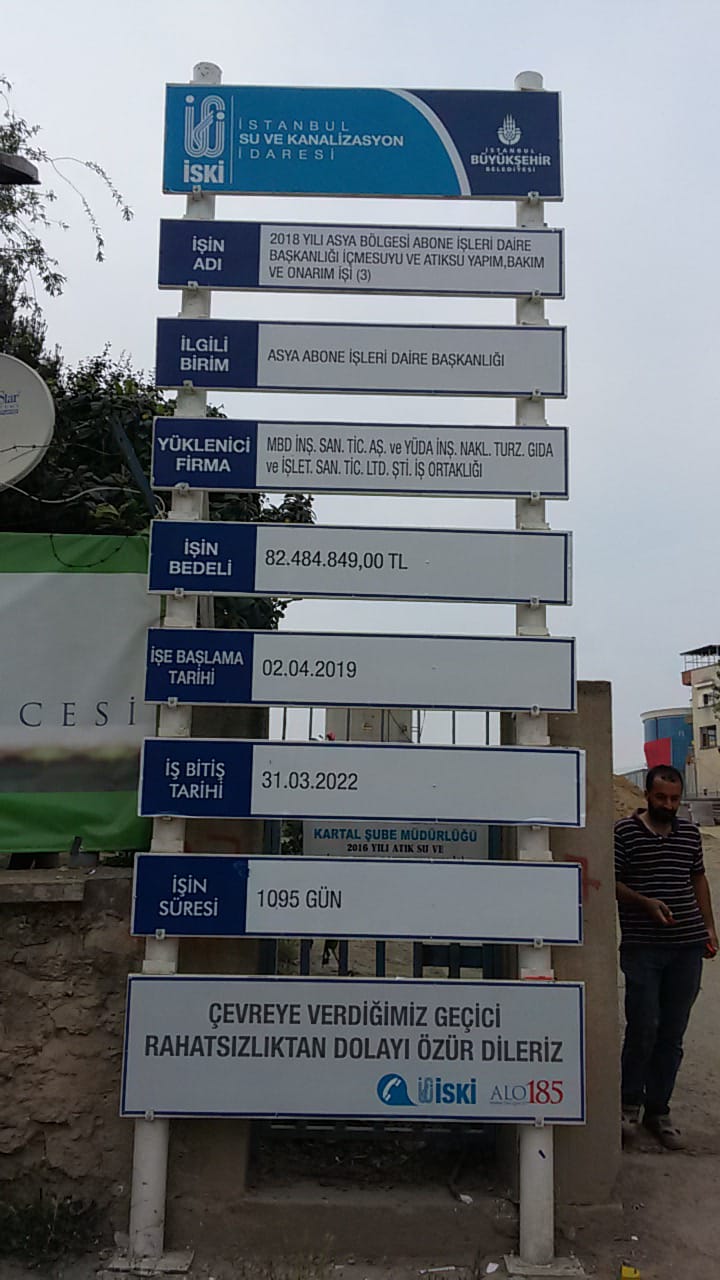 İSKİ
İSTANBUL
SU VE KANALİZASYON
İDARESİ
İSTANBUL
BÜYÜKŞEHİR
BELEDİYESİ
İŞİN
ADI
2018 YILI ASYA BÖLGESİ ABONE İŞLERİ DAİRE
BAŞKANLIĞI İÇMESUYU VE ATIKSU YAPIM,BAKIM
VE ONARIM İŞİ (3)
İLGİLİ
BİRİM
ASYA ABONE İŞLERİ DAİRE BAŞKANLIĞI
YÜKLENİCİ
FİRMA
MBD İNŞ. SAN. TİC. AŞ. ve YÜDA İNŞ. NAKL. TURZ. GIDA
ve İŞLET. SAN. TİC. LTD. ŞTİ. İŞ ORTAKLIĞI
İŞİN
BEDELİ
82.484.849,00 TL
İŞE BAŞLAMA
TARİHİ
02.04.2019
İŞ BİTİŞ
TARİHİ
31.03.2022
İŞİN
SÜRESİ
1095 GÜN
ÇEVREYE VERDİĞİMİZ GEÇİCİ
RAHATSIZLIKTAN DOLAYI ÖZÜR DİLERİZ
İSKİ ALO185
KARTAL ŞUBE MÜDÜRLÜĞÜ
2016 YILI ATIK SU VE
CESİ
Star